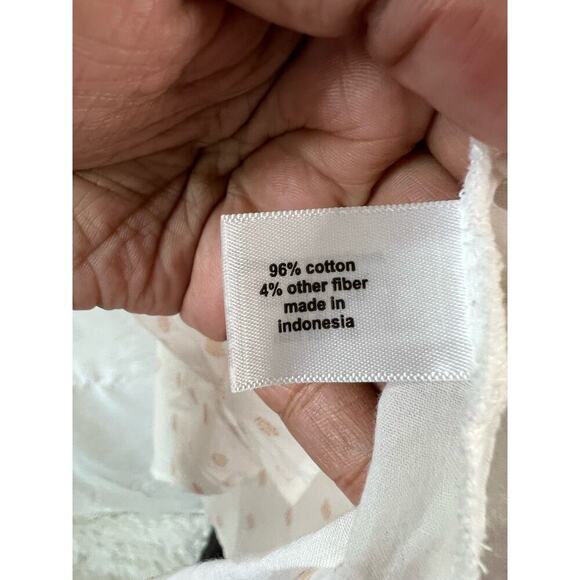 96% cotton
4% other fiber
made in
indonesia